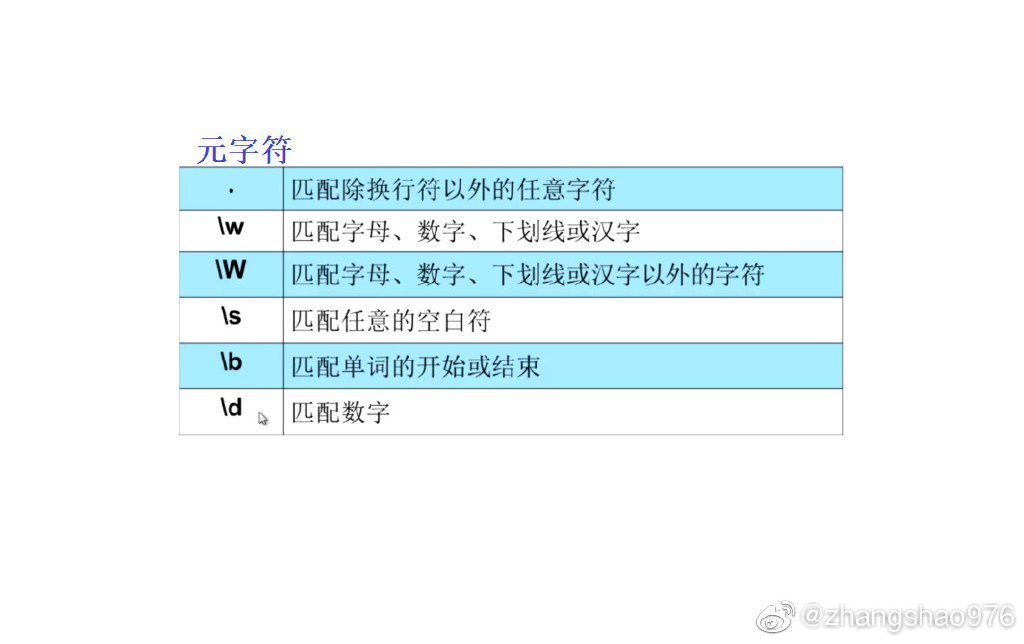 元字符
. 匹配除换行符以外的任意字符
\w 匹配字母、数字、下划线或汉字
\W 匹配字母、数字、下划线或汉字以外的字符
\s 匹配任意的空白符
\b 匹配单词的开始或结束
\d 匹配数字
@zhangshao976